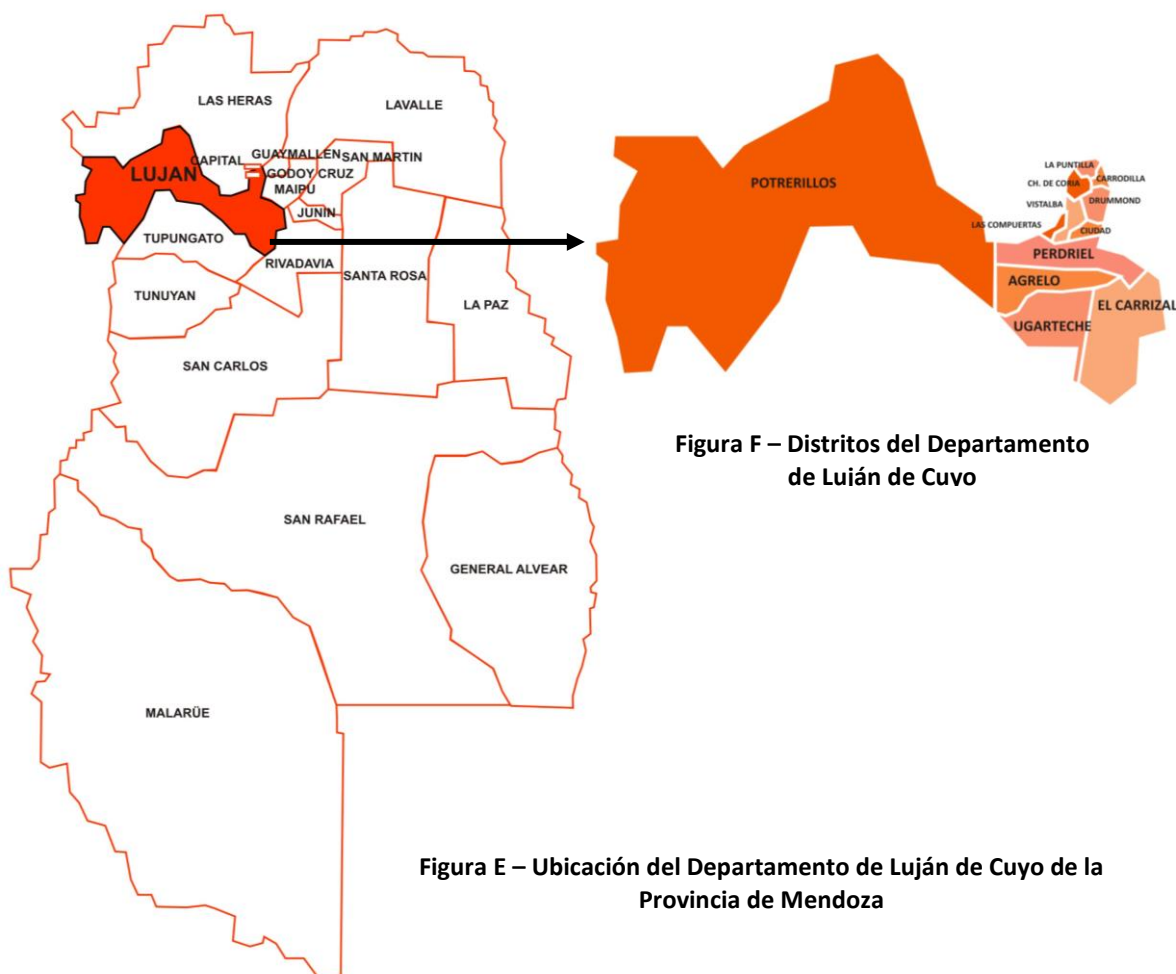 LAS HERAS
LAVALLE
CAPITAL
GUAYMALLEN
SAN MARTIN
LUJAN
GODOY CRUZ
MAIPU
JUNIN
TUPUNGATO
RIVADAVIA
SANTA ROSA
TUNUYAN
LA PAZ
SAN CARLOS
SAN RAFAEL
GENERAL ALVEAR
MALARÜE
POTRERILLOS
LA PUNTILLA
CARRODILLA
CH. DE CORIA
VISTALBA
DRUMMOND
LAS COMPUERTAS
CIUDAD
PERDRIEL
AGRELO
EL CARRIZAL
UGARTECHE
Figura F – Distritos del Departamento
de Luján de Cuyo
Figura E – Ubicación del Departamento de Luján de Cuyo de la
Provincia de Mendoza